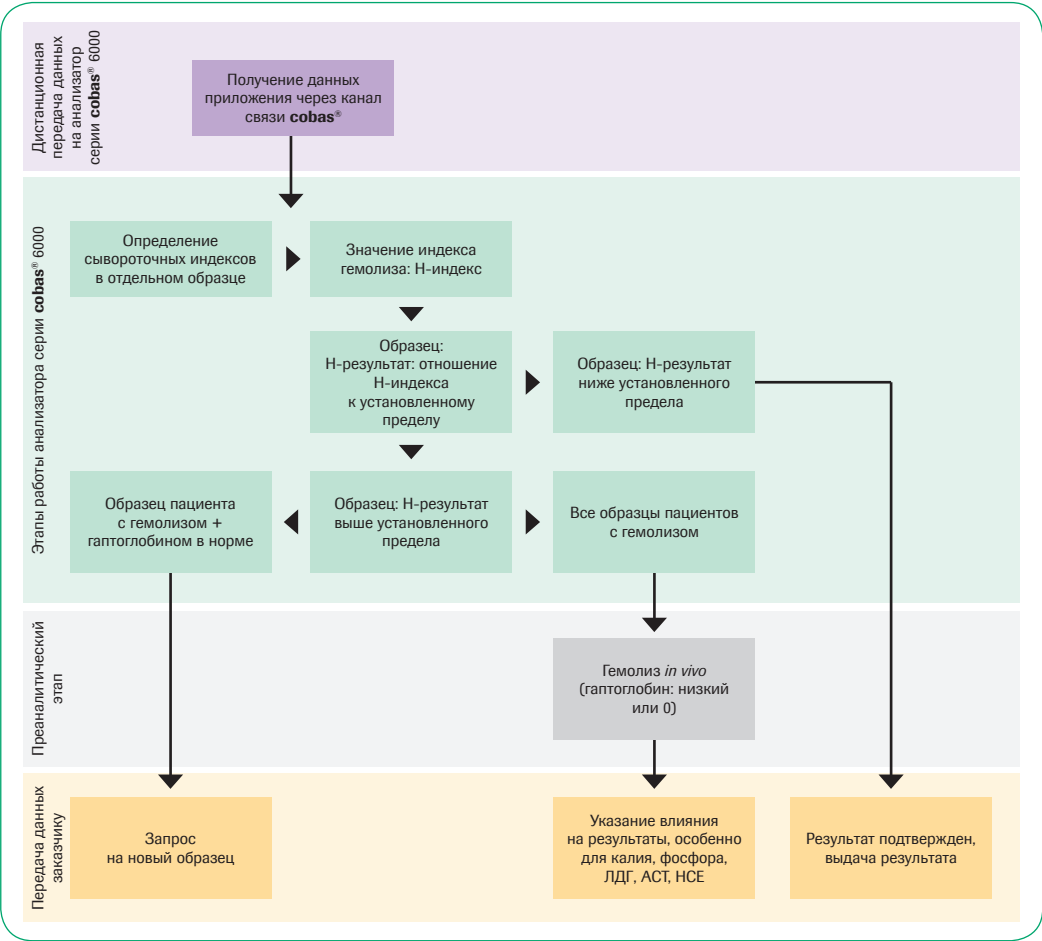 Дистанционная
передача данных
на анализатор
серии cobas® 6000
Получение данных
приложения через канал
связи cobas®
Этапы работы анализатора серии cobas® 6000
Определение
сывороточных индексов
в отдельном образце
Значение индекса
гемолиза: H-индекс
Образец:
H-результат: отношение
H-индекса
к установленному
пределу
Образец: H-результат
ниже установленного
предела
Образец пациента
с гемолизом +
гаптоглобином в норме
Образец: H-результат
выше установленного
предела
Все образцы пациентов
с гемолизом
Преаналитический
этап
Гемолиз in vivo
(гаптоглобин: низкий
или 0)
Передача данных
заказчику
Запрос
на новый образец
Указание влияния
на результаты, особенно
для калия, фосфора,
ЛДГ, АСТ, НСЕ
Результат подтвержден,
выдача результата